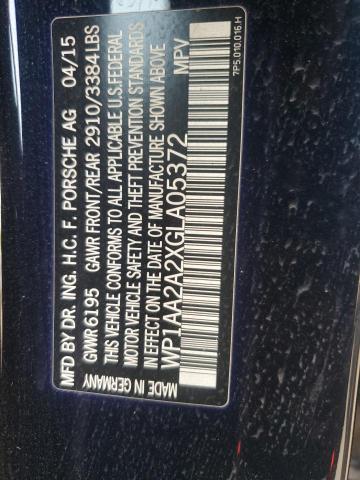 MFD BY DR. ING. H.C. F. PORSCHE AG 04/15
GWR 6195 GAWR FRONT/REAR 2910/3384 LBS
THIS VEHICLE CONFORMS TO ALL APPLICABLE U.S.FEDERAL
MOTOR VEHICLE SAFETY AND THEFT PREVENTION STANDARDS
IN EFFECT ON THE DATE OF MANUFACTURE SHOWN ABOVE
WP1AA2A2XGLA05372 MPV
MADE IN GERMANY
7P5.010.016.H